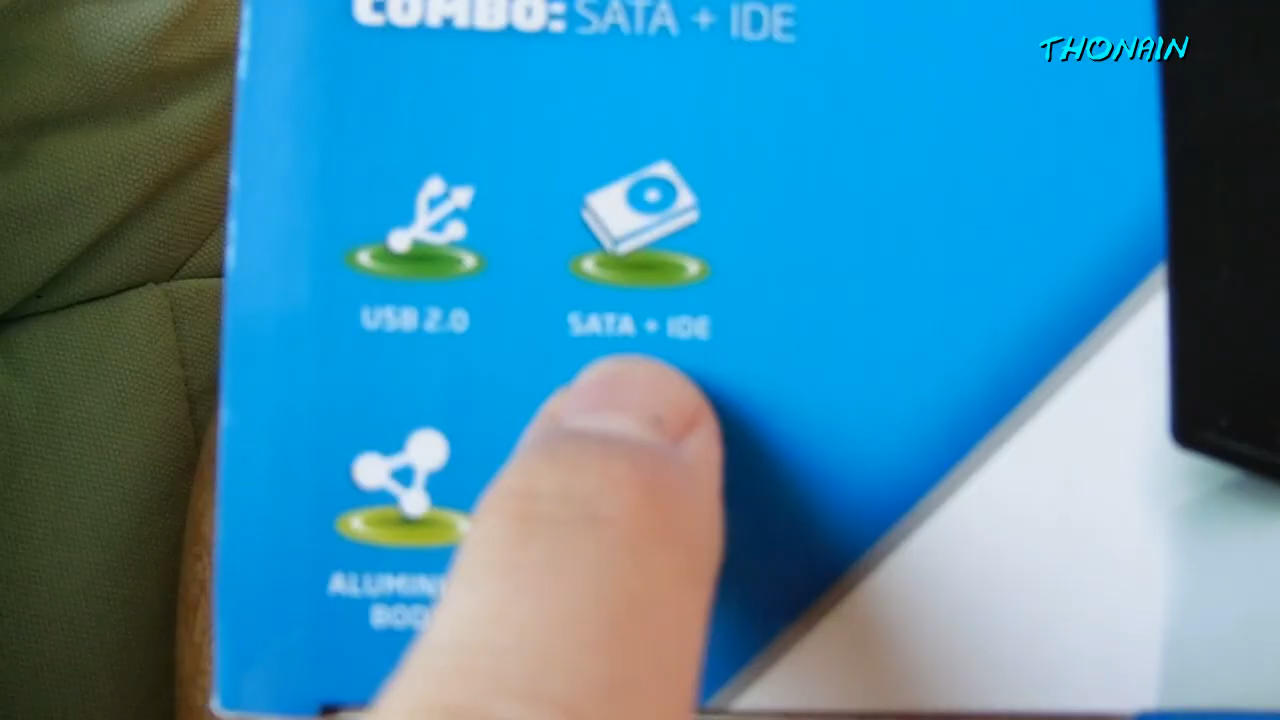 COMBO: SATA + IDE
THONAIN
USB 2.0
SATA + IDE